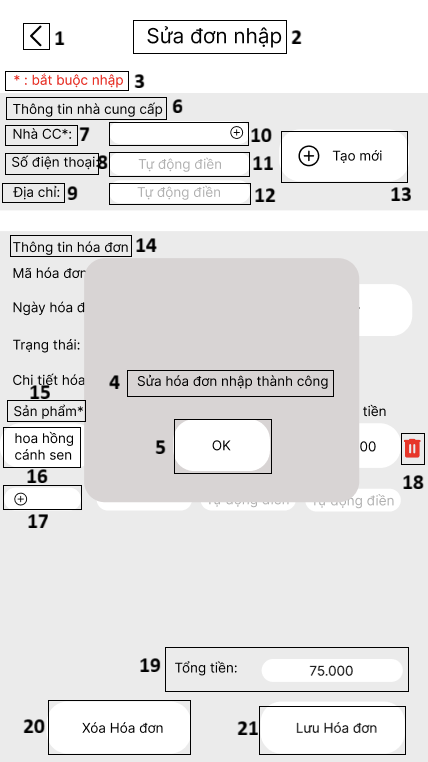 1 Sửa đơn nhập 2
* : bắt buộc nhập 3
Thông tin nhà cung cấp 6
Nhà CC*: 7 10
Số điện thoại: 8 Tự động điền 11
Tạo mới
Địa chỉ: 9 Tự động điền 12
13
Thông tin hóa đơn 14
Mã hóa đơn
Ngày hóa đ
Trạng thái:
4 Sửa hóa đơn nhập thành công
Chi tiết hóa
15
Sản phẩm* tiền
hoa hồng
cánh sen
5 OK 00
16 18
Tự động điền Tự động điền
17
19 Tổng tiền: 75.000
20 Xóa Hóa đơn 21 Lưu Hóa đơn